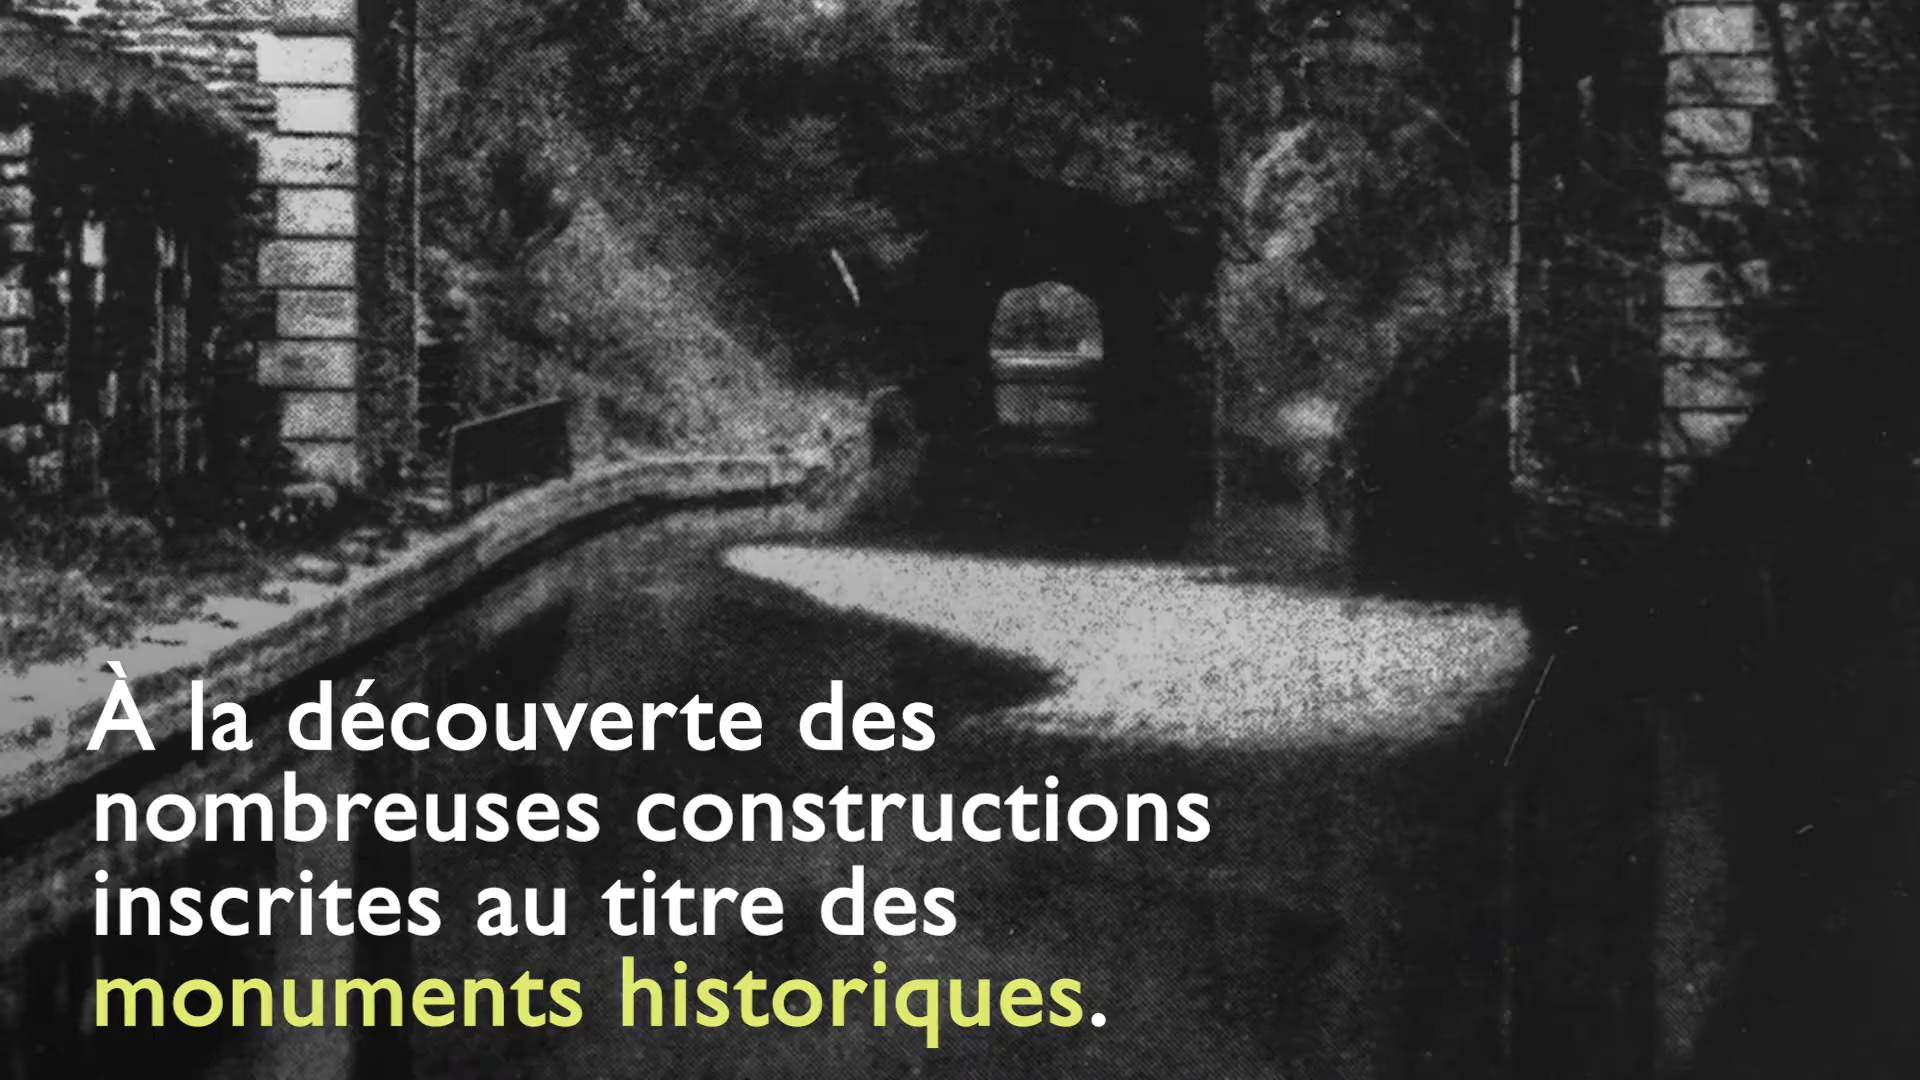 À la découverte des
nombreuses constructions
inscrites au titre des
monuments historiques.